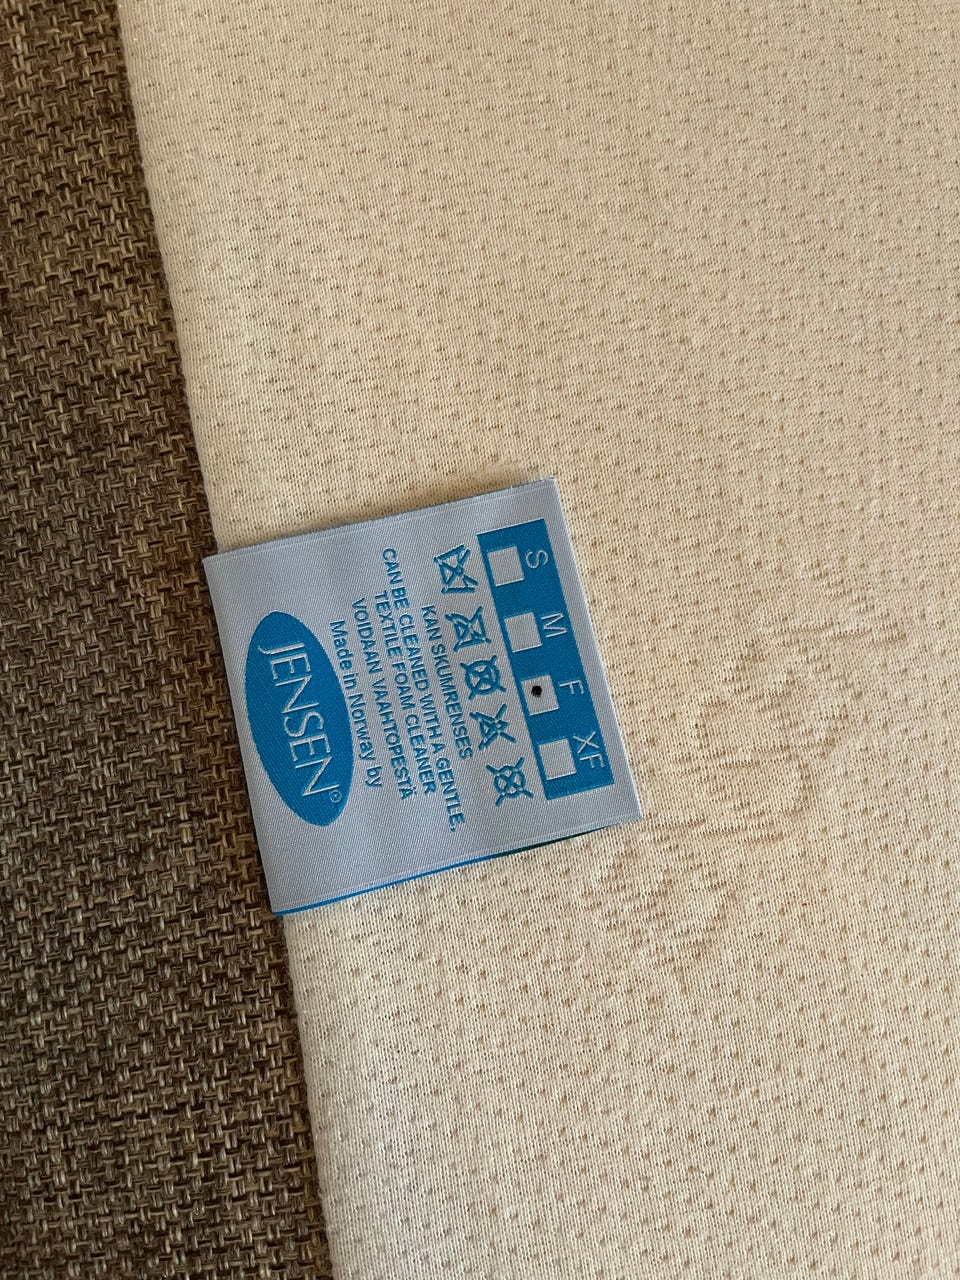 S M F XF
KAN SKUMRENSES
CAN BE CLEANED WITH A GENTLE,
TEXTILE FOAM CLEANER
VOIDAAN VAAHTOPESTÄ
Made in Norway by
JENSEN®